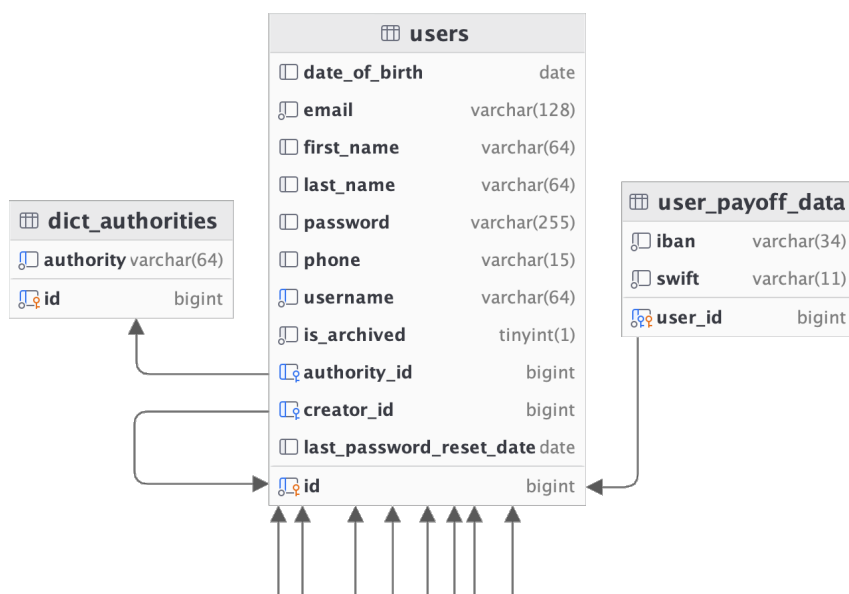 users
date_of_birth date
email varchar(128)
first_name varchar(64)
last_name varchar(64)
password varchar(255)
phone varchar(15)
username varchar(64)
is_archived tinyint(1)
authority_id bigint
creator_id bigint
last_password_reset_date date
id bigint
dict_authorities
authority varchar(64)
id bigint
user_payoff_data
iban varchar(34)
swift varchar(11)
user_id bigint